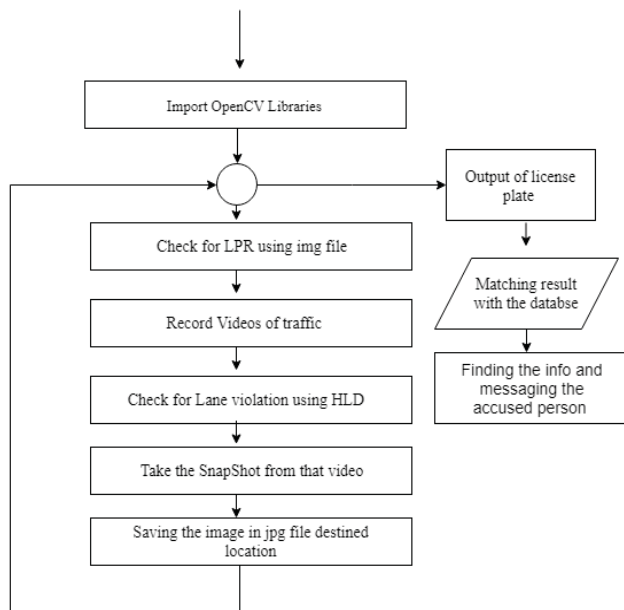 Import OpenCV Libraries
Output of license
plate
Check for LPR using img file
Matching result
with the databse
Record Videos of traffic
Finding the info and
messaging the
accused person
Check for Lane violation using HLD
Take the SnapShot from that video
Saving the image in jpg file destined
location